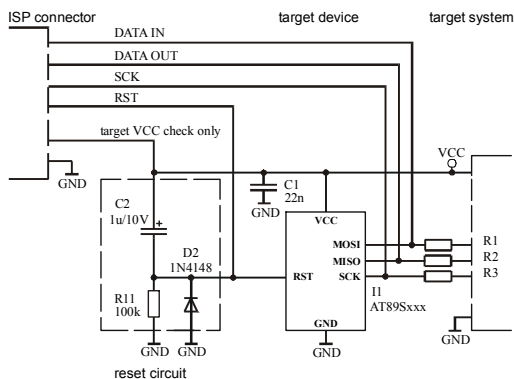 ISP connector
target device
target system
DATA IN
DATA OUT
SCK
RST
target VCC check only
VCC
GND
C1
22n
GND
C2
1u/10V
+
VCC
D2
1N4148
MOSI
R1
MISO
R2
RST
SCK
R3
R11
100k
I1
AT89Sxxx
GND
GND
GND
GND
GND
reset circuit